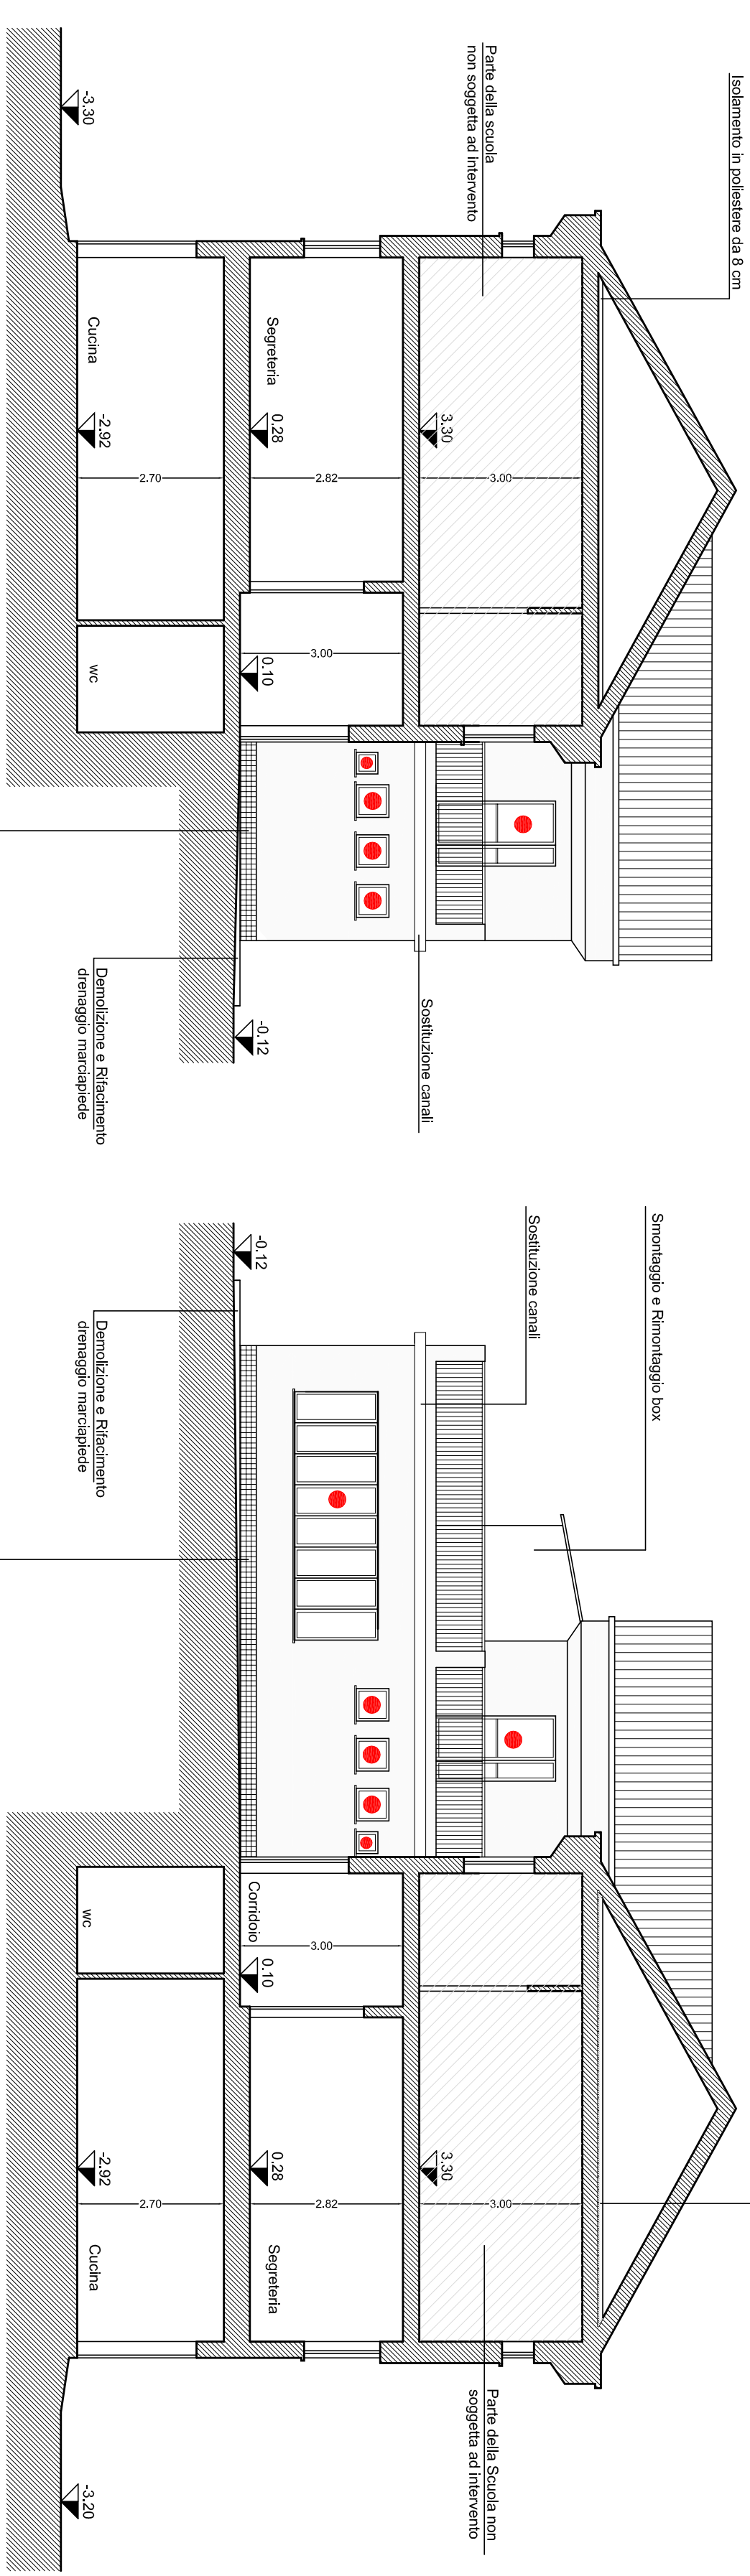 Isolamento in poliestere da 8 cm
Parte della scuola
non soggetta ad intervento
-3.30
Cucina
-2.92
2.70
wc
Segreteria
0.28
2.82
3.00
0.10
3.30
3.00
Sostituzione canali
-0.12
Demolizione e Rifacimento
drenaggio marciapiede
Smontaggio e Rimontaggio box
Sostituzione canali
-0.12
Demolizione e Rifacimento
drenaggio marciapiede
wc
Corridoio
3.00
0.10
3.30
3.00
0.28
2.82
Segreteria
-2.92
2.70
Cucina
Parte della Scuola non
soggetta ad intervento
-3.20